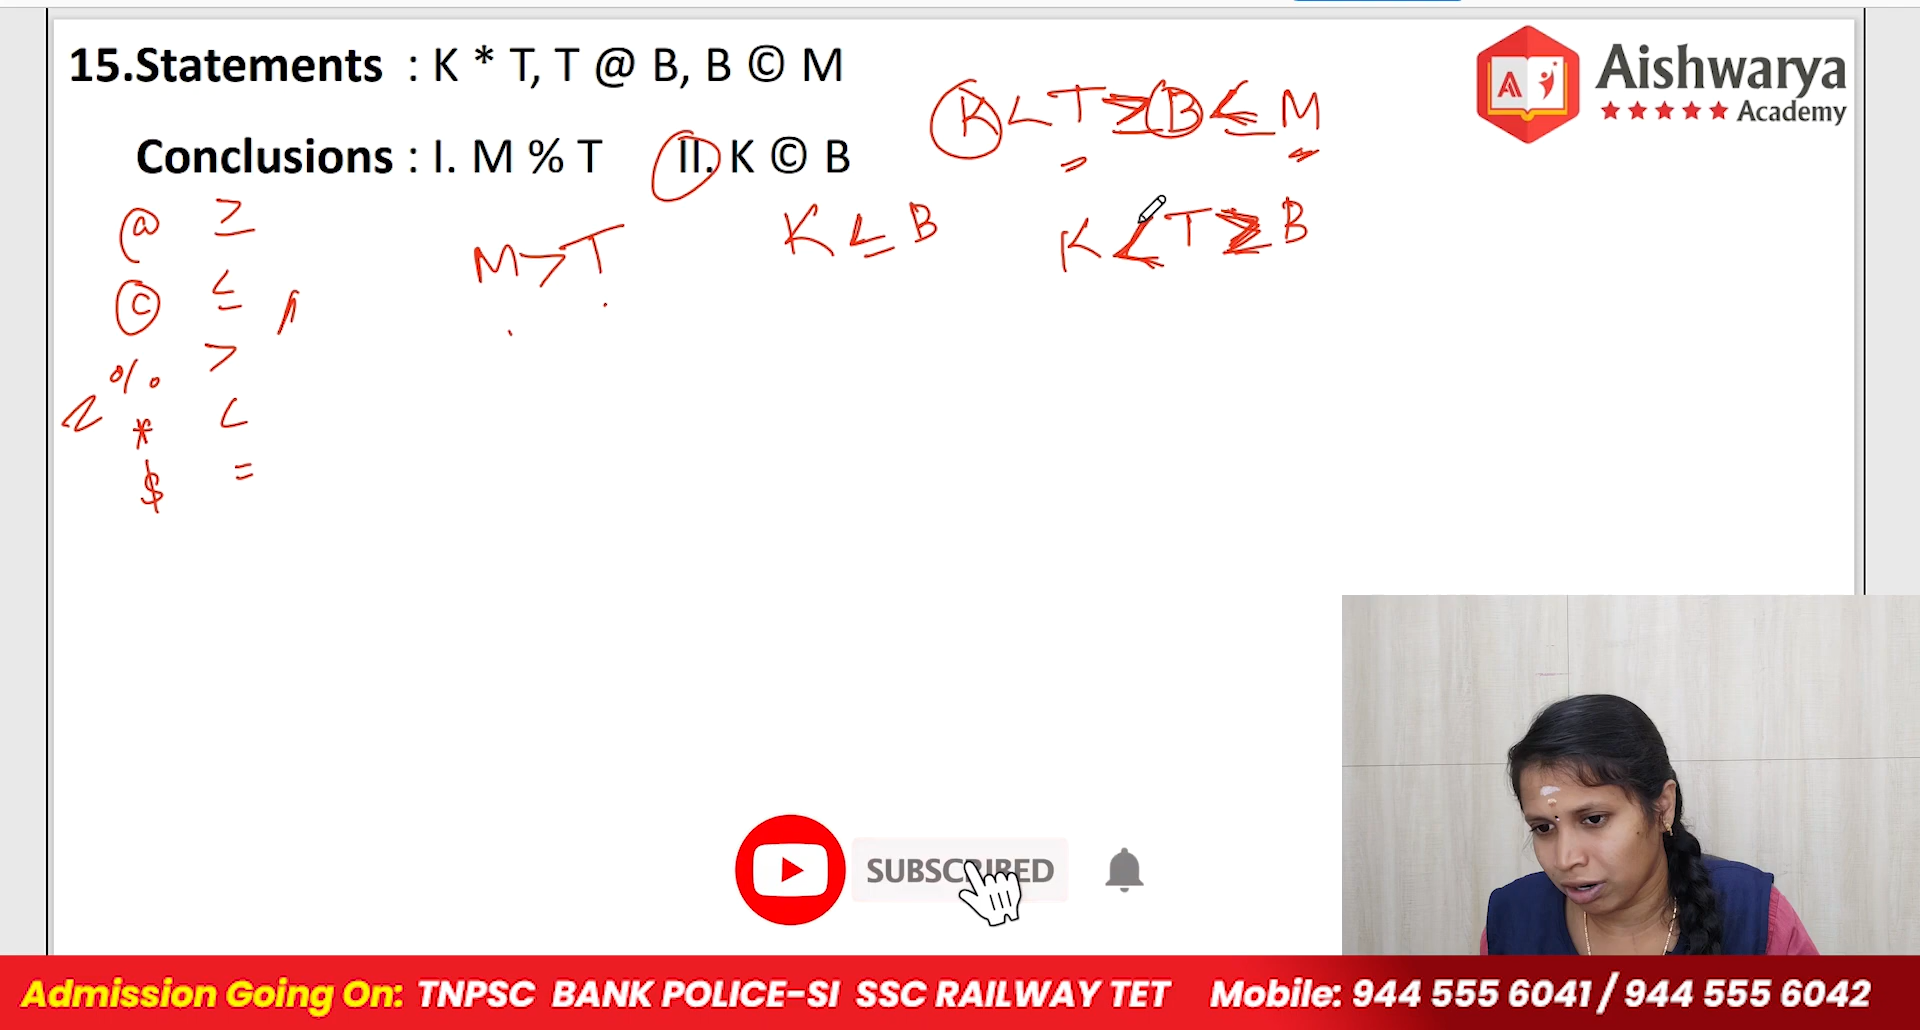 15.Statements : K * T, T @ B, B © M
K < T ≥ B ≤ M
Conclusions : I. M % T II. K © B
@ ≥
© ≤
% >
* <
$ =
M > T
K ≤ B
K < T ≥ B
A
Aishwarya
Academy
SUBSCRIBED
Admission Going On: TNPSC BANK POLICE-SI SSC RAILWAY TET Mobile: 944 555 6041 / 944 555 6042